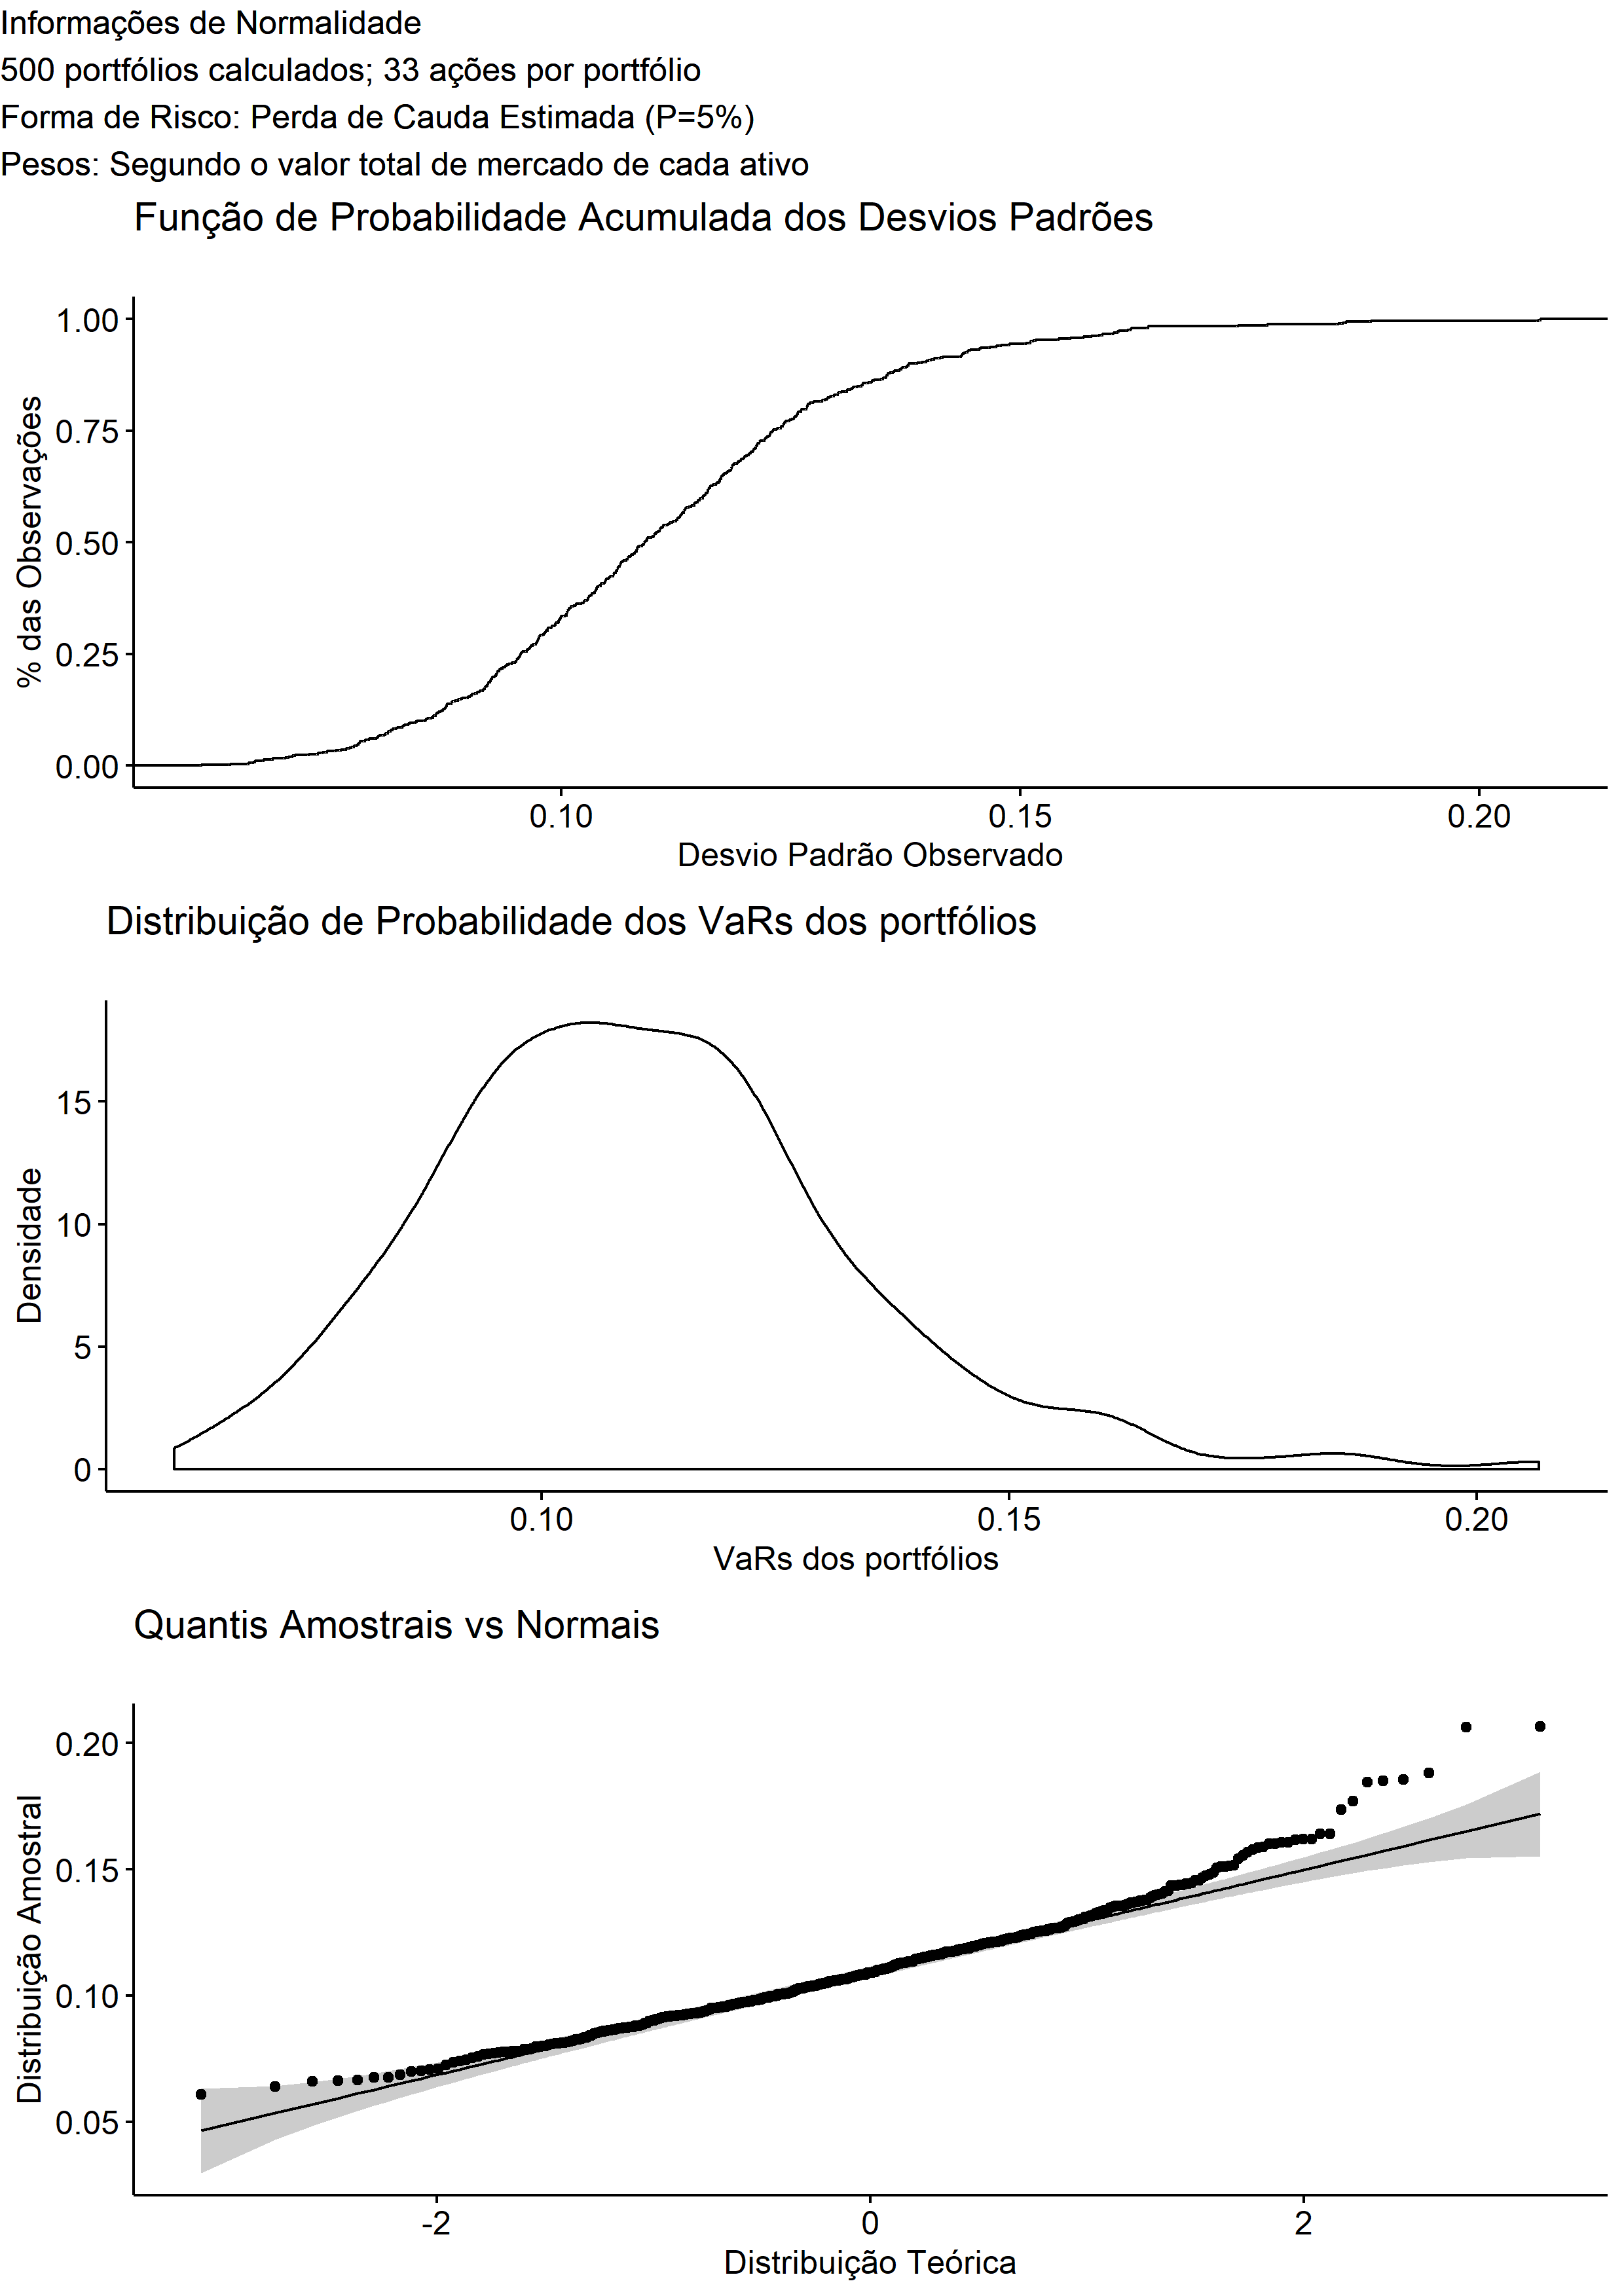 Informações de Normalidade
500 portfólios calculados; 33 ações por portfólio
Forma de Risco: Perda de Cauda Estimada (P=5%)
Pesos: Segundo o valor total de mercado de cada ativo
Função de Probabilidade Acumulada dos Desvios Padrões
% das Observações
1.00
0.75
0.50
0.25
0.00
0.10
0.15
0.20
Desvio Padrão Observado
Distribuição de Probabilidade dos VaRs dos portfólios
Densidade
15
10
5
0
0.10
0.15
0.20
VaRs dos portfólios
Quantis Amostrais vs Normais
Distribuição Amostral
0.20
0.15
0.10
0.05
-2
0
2
Distribuição Teórica